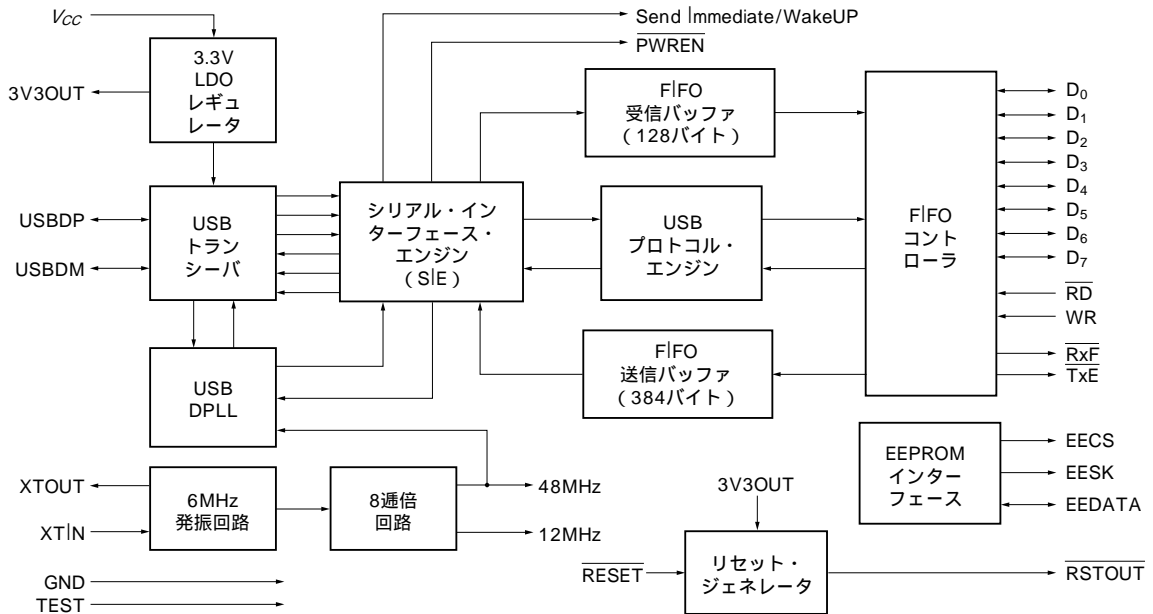 VCC
3V3OUT
3.3V
LDO
レギュ
レータ
Send Immediate/WakeUP
PWREN
FIFO
受信バッファ
(128バイト)
USBDP
USBDM
USB
トラン
シーバ
シリアル・イン
ターフェース・
エンジン
(SIE)
USB
プロトコル・
エンジン
FIFO
コント
ローラ
D0
D1
D2
D3
D4
D5
D6
D7
RD
WR
RxF
TxE
USB
DPLL
FIFO
送信バッファ
(384バイト)
XTOUT
XTIN
6MHz
発振回路
8逓倍
回路
48MHz
12MHz
EEPROM
インター
フェース
EECS
EESK
EEDATA
3V3OUT
RESET
リセット・
ジェネレータ
RSTOUT
GND
TEST